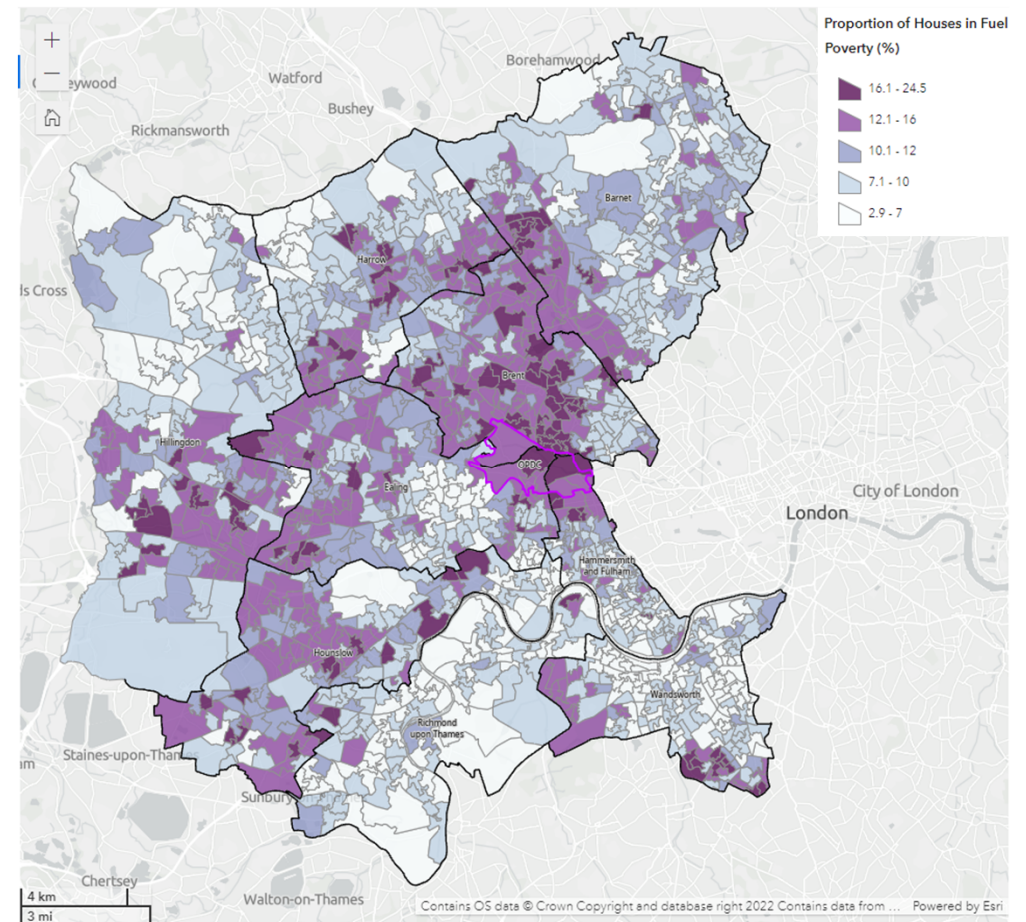 Proportion of Houses in Fuel
Poverty (%)
16.1 - 24.5
12.1 - 16
10.1 - 12
7.1 - 10
2.9 - 7
Borehamwood
Watford
Bushey
Rickmansworth
Barnet
Harrow
ls Cross
Brent
Hillingdon
OPDC
Ealing
City of London
London
Hammersmith
and Fulham
Hounslow
Wandsworth
Richmond
upon Thames
Staines-upon-Thames
Sunbury
Chertsey
Walton-on-Thames
4 km
3 mi
Contains OS data © Crown Copyright and database right 2022 Contains data from ...
Powered by Esri